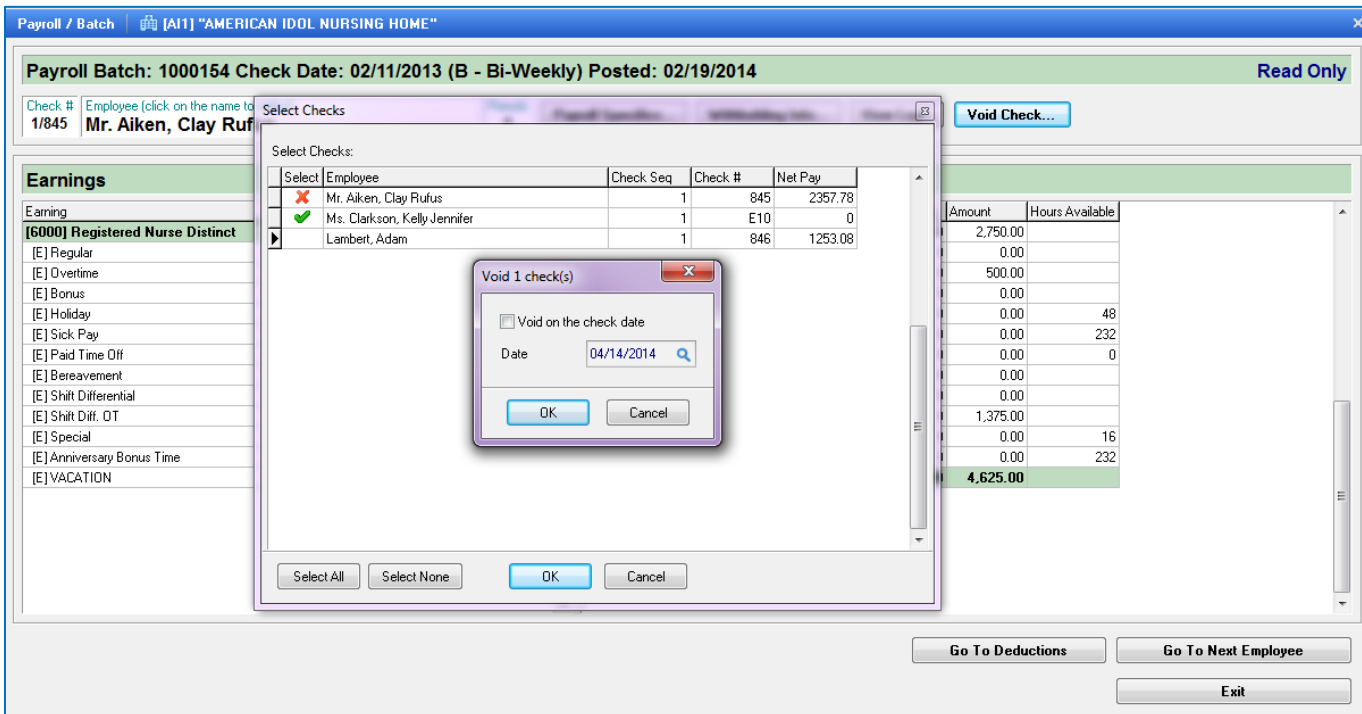 Payroll / Batch [AI1] "AMERICAN IDOL NURSING HOME"
Payroll Batch: 1000154 Check Date: 02/11/2013 (B - Bi-Weekly) Posted: 02/19/2014 Read Only
Check # Employee (click on the name to
1/845 Mr. Aiken, Clay Ruf
Void Check...
Select Checks
Select Checks:
Select Employee Check Seq Check # Net Pay
Mr. Aiken, Clay Rufus 1 845 2357.78
Ms. Clarkson, Kelly Jennifer 1 E10 0
Lambert, Adam 1 846 1253.08
Void 1 check(s)
Void on the check date
Date 04/14/2014
OK Cancel
Select All Select None OK Cancel
Earnings
Earning Amount Hours Available
[6000] Registered Nurse Distinct 2,750.00
[E] Regular 0.00
[E] Overtime 500.00
[E] Bonus 0.00
[E] Holiday 0.00 48
[E] Sick Pay 0.00 232
[E] Paid Time Off 0.00 0
[E] Bereavement 0.00
[E] Shift Differential 0.00
[E] Shift Diff. OT 1,375.00
[E] Special 0.00 16
[E] Anniversary Bonus Time 0.00 232
[E] VACATION 4,625.00
Go To Deductions Go To Next Employee
Exit